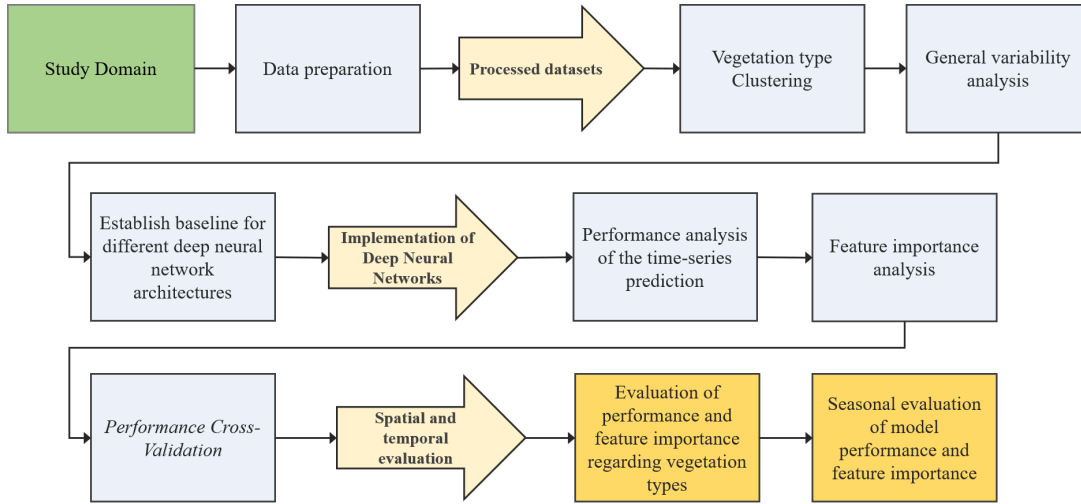 Study Domain
Data preparation
Processed datasets
Vegetation type
Clustering
General variability
analysis
Establish baseline for
different deep neural
network
architectures
Implementation of
Deep Neural
Networks
Performance analysis
of the time-series
prediction
Feature importance
analysis
Performance Cross-
Validation
Spatial and
temporal
evaluation
Evaluation of
performance and
feature importance
regarding vegetation
types
Seasonal evaluation
of model
performance and
feature importance